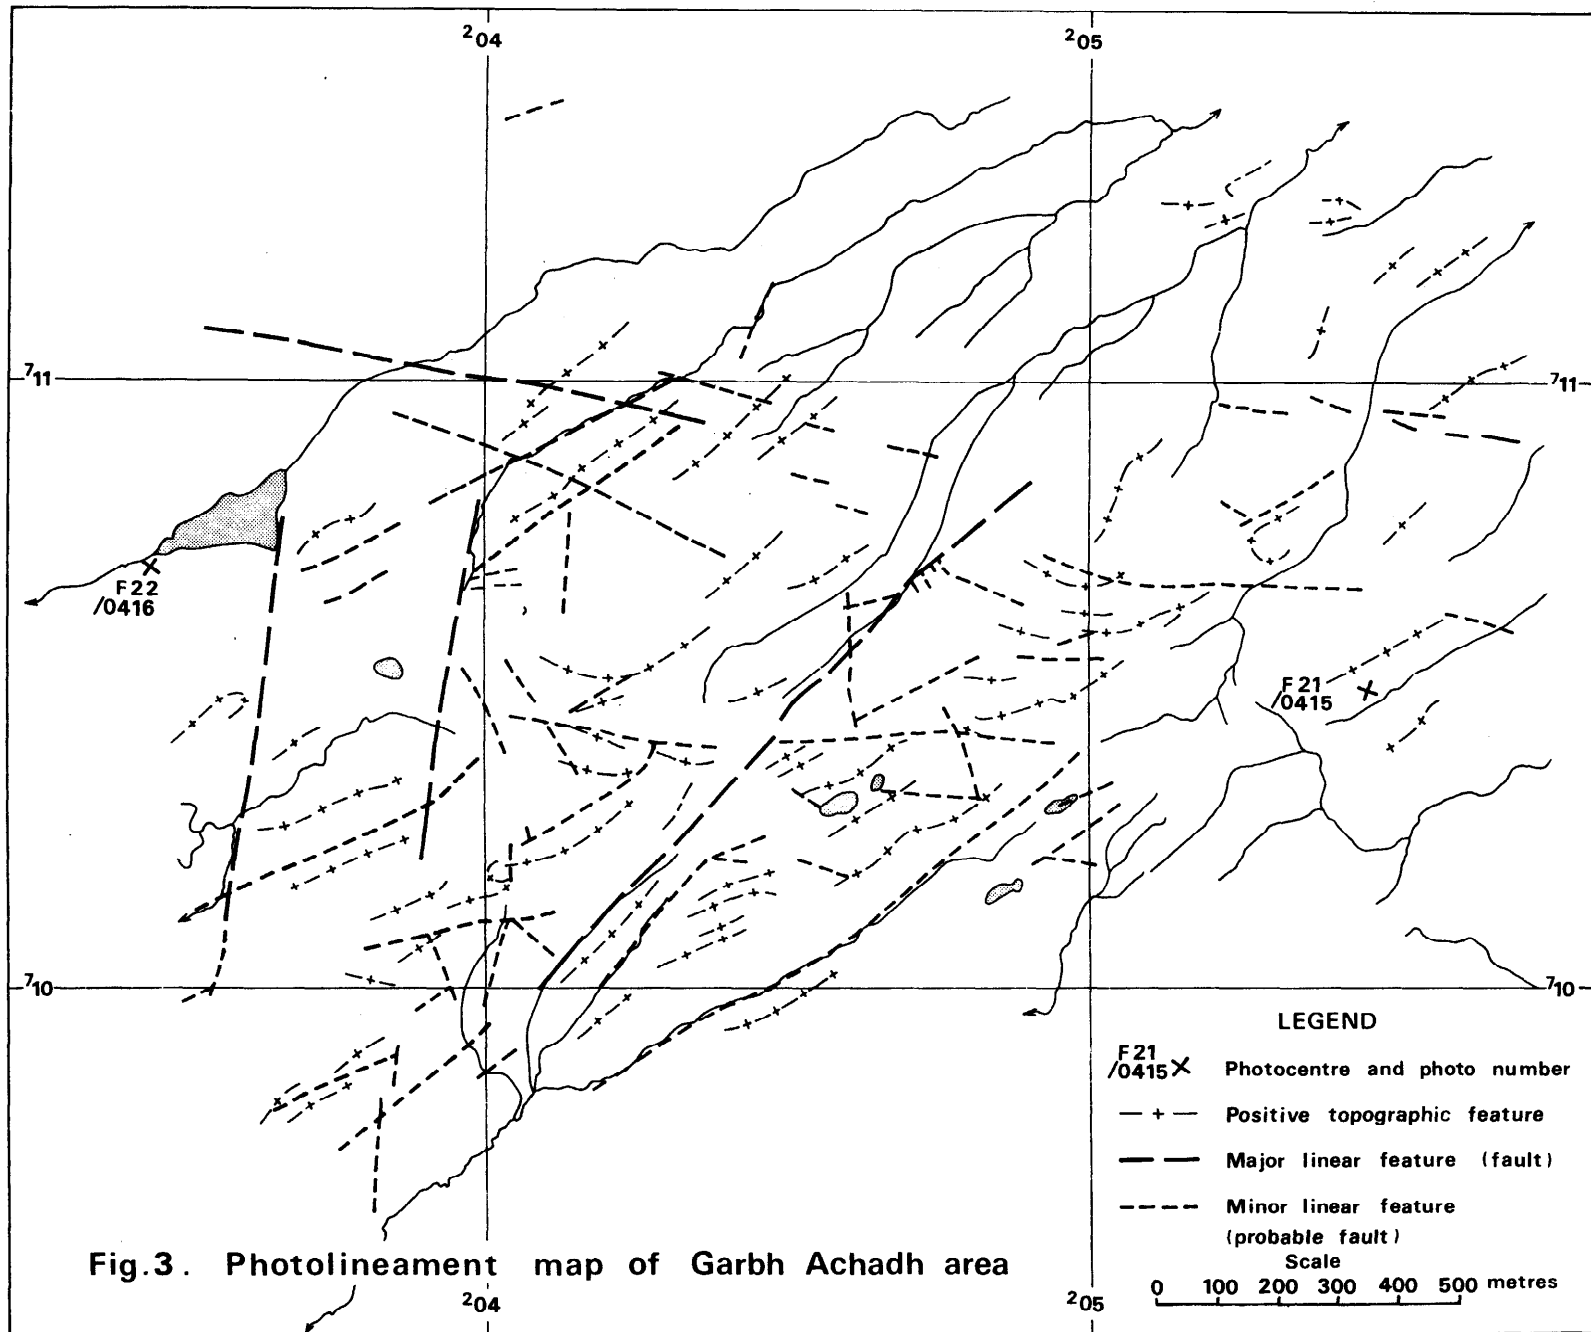 204
205
711
711
F22
/0416
F21
/0415
710
710
LEGEND
F21
/0415 Photocentre and photo number
Positive topographic feature
Major linear feature (fault)
Minor linear feature
(probable fault)
Scale
0 100 200 300 400 500 metres
Fig.3. Photolineament map of Garbh Achadh area
204
205